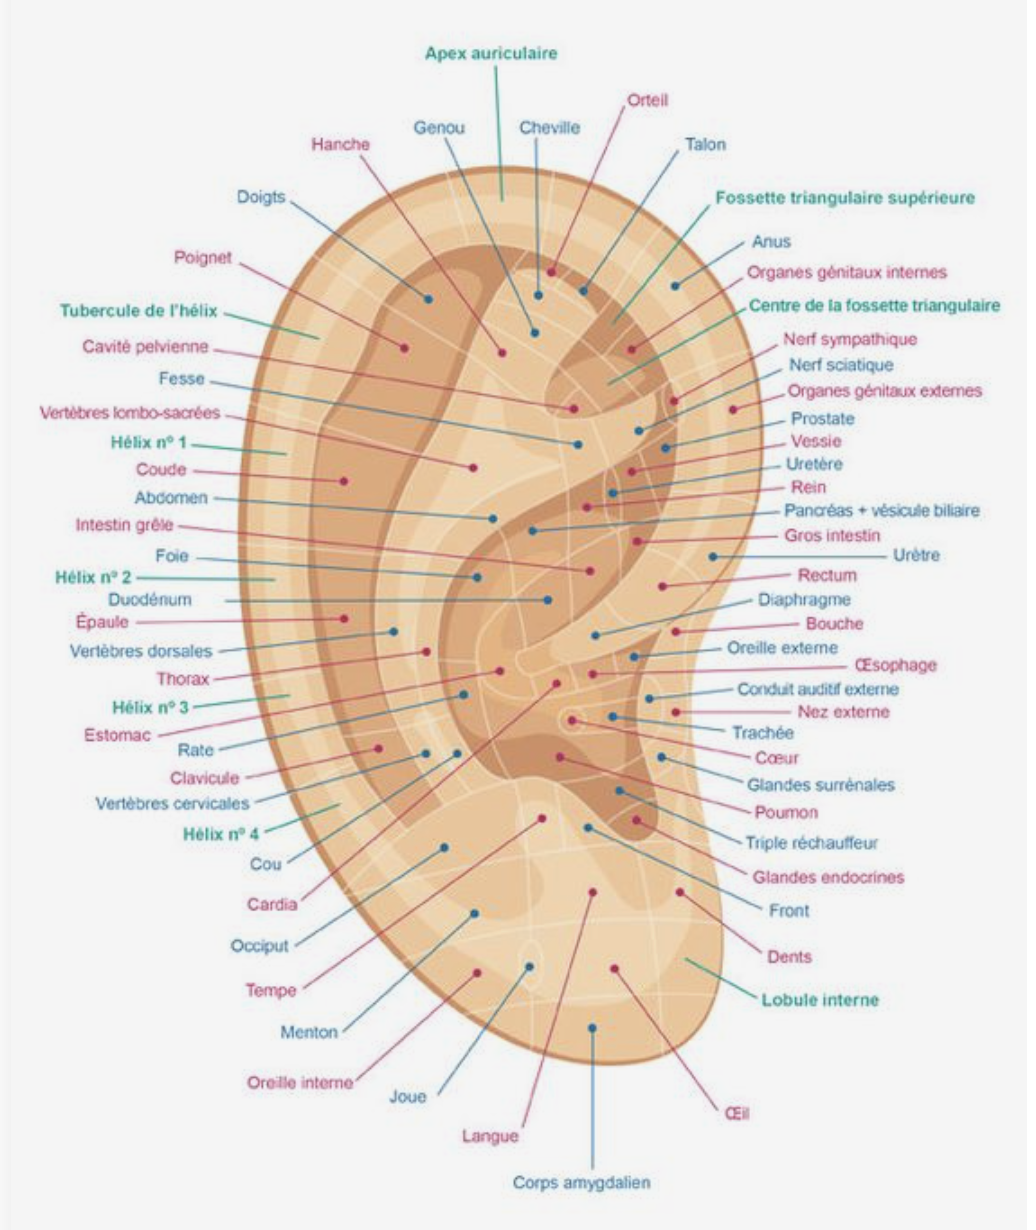 Apex auriculaire
Orteil
Genou
Cheville
Hanche
Talon
Doigts
Fossette triangulaire supérieure
Anus
Poignet
Organes génitaux internes
Centre de la fossette triangulaire
Tubercule de l'hélix
Nerf sympathique
Cavité pelvienne
Nerf sciatique
Fesse
Organes génitaux externes
Vertèbres lombo-sacrées
Prostate
Hélix nº 1
Vessie
Uretère
Coude
Rein
Abdomen
Pancréas + vésicule biliaire
Intestin grêle
Gros intestin
Foie
Urètre
Hélix nº 2
Rectum
Duodénum
Diaphragme
Épaule
Bouche
Vertèbres dorsales
Oreille externe
Thorax
Œsophage
Conduit auditif externe
Hélix nº 3
Nez externe
Estomac
Trachée
Rate
Cœur
Clavicule
Glandes surrénales
Vertèbres cervicales
Poumon
Hélix nº 4
Triple réchauffeur
Cou
Glandes endocrines
Cardia
Front
Occiput
Dents
Tempe
Lobule interne
Menton
Oreille interne
Joue
Œil
Langue
Corps amygdalien